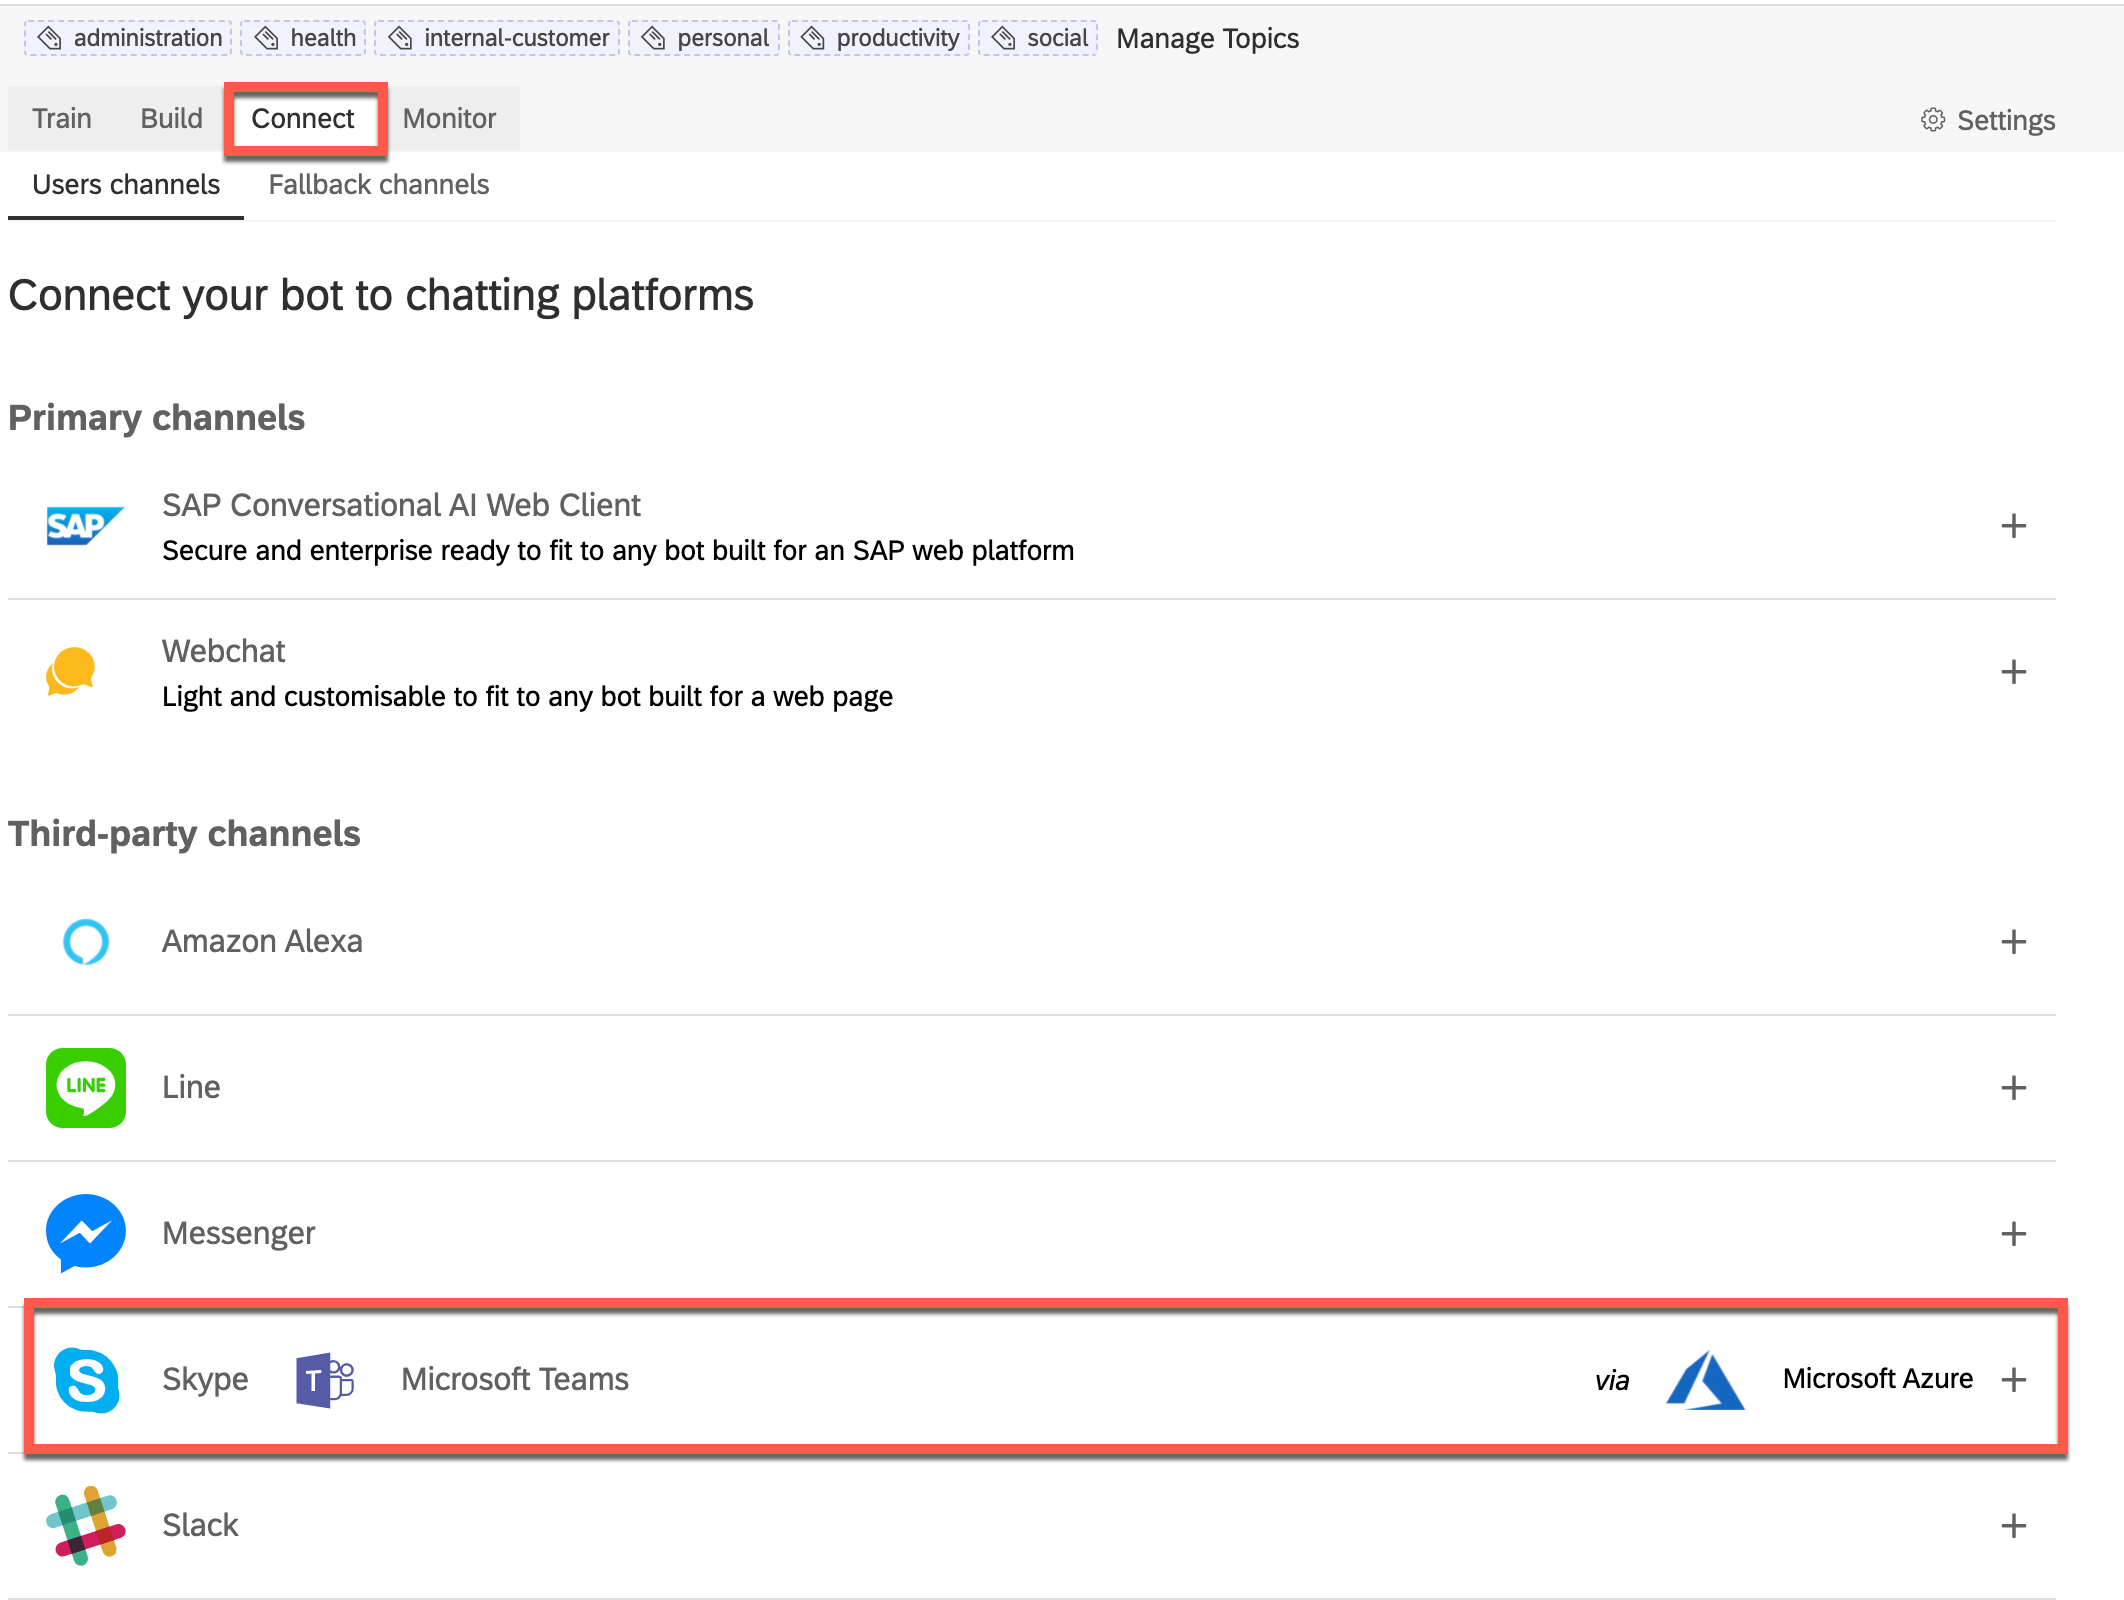 administration health internal-customer personal productivity social Manage Topics
Train Build Connect Monitor Settings
Users channels Fallback channels
Connect your bot to chatting platforms
Primary channels
SAP
SAP Conversational AI Web Client
Secure and enterprise ready to fit to any bot built for an SAP web platform
Webchat
Light and customisable to fit to any bot built for a web page
Third-party channels
Amazon Alexa
LINE
Line
Messenger
S Skype T Microsoft Teams via Microsoft Azure
Slack